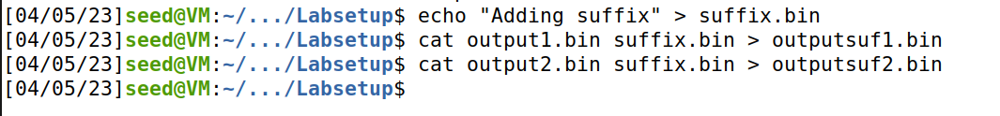 [04/05/23]seed@VM:~/.../Labsetup$ echo "Adding suffix" > suffix.bin
[04/05/23]seed@VM:~/.../Labsetup$ cat output1.bin suffix.bin > outputsuf1.bin
[04/05/23]seed@VM:~/.../Labsetup$ cat output2.bin suffix.bin > outputsuf2.bin
[04/05/23]seed@VM:~/.../Labsetup$